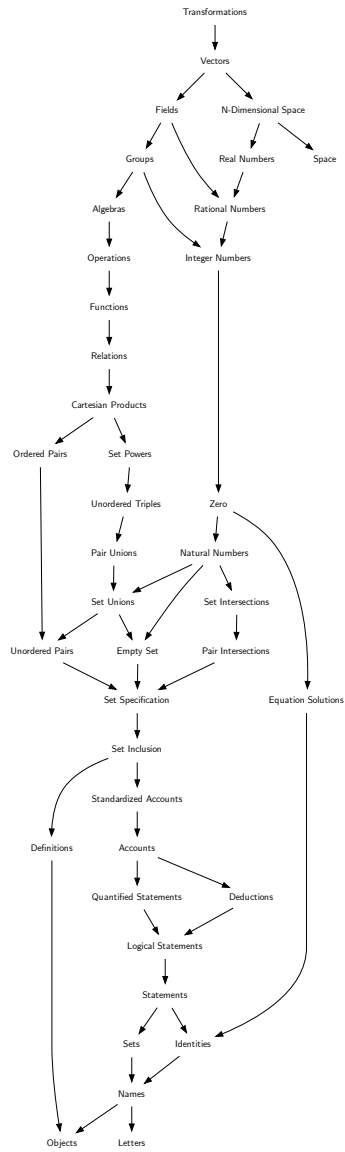 Transformations
Vectors
Fields
N-Dimensional Space
Groups
Real Numbers
Space
Algebras
Rational Numbers
Operations
Integer Numbers
Functions
Relations
Cartesian Products
Ordered Pairs
Set Powers
Unordered Triples
Zero
Pair Unions
Natural Numbers
Set Unions
Set Intersections
Unordered Pairs
Empty Set
Pair Intersections
Set Specification
Equation Solutions
Set Inclusion
Standardized Accounts
Definitions
Accounts
Quantified Statements
Deductions
Logical Statements
Statements
Sets
Identities
Names
Objects
Letters